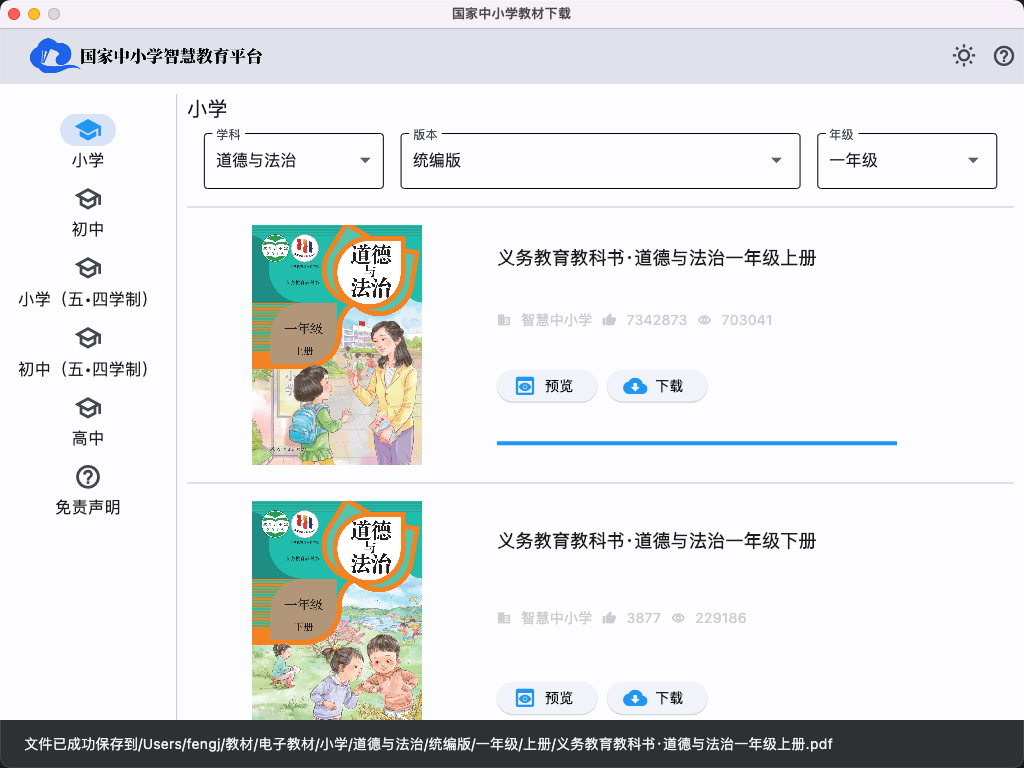 国家中小学教材下载
国家中小学智慧教育平台
小学
初中
小学（五•四学制）
初中（五•四学制）
高中
免责声明
小学
学科
道德与法治
版本
统编版
年级
一年级
道德
与
法治
一年级
上册
义务教育教科书·道德与法治一年级上册
智慧中小学 7342873 703041
预览 下载
道德
与
法治
一年级
下册
义务教育教科书·道德与法治一年级下册
智慧中小学 3877 229186
预览 下载
文件已成功保存到/Users/fengj/教材/电子教材/小学/道德与法治/统编版/一年级/上册/义务教育教科书·道德与法治一年级上册.pdf